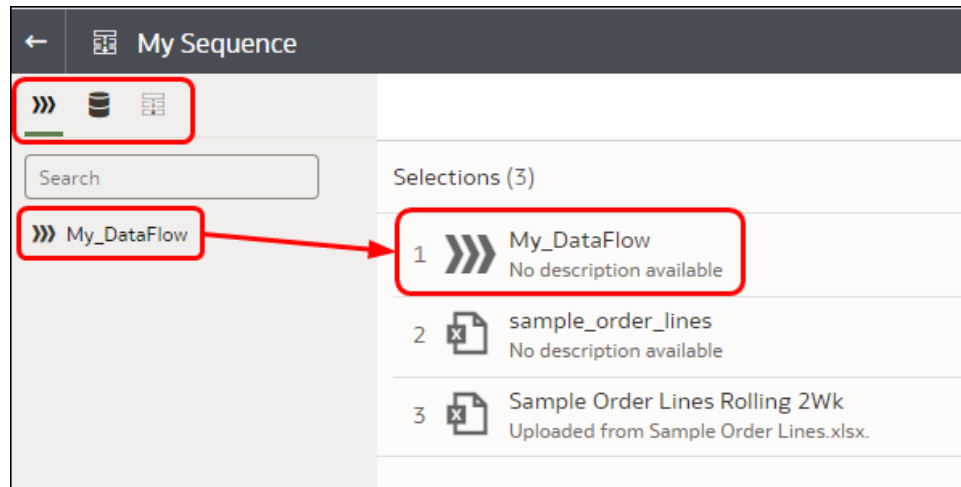 My Sequence
Search
My_DataFlow
Selections (3)
1 My_DataFlow
No description available
2 sample_order_lines
No description available
3 Sample Order Lines Rolling 2Wk
Uploaded from Sample Order Lines.xlsx.